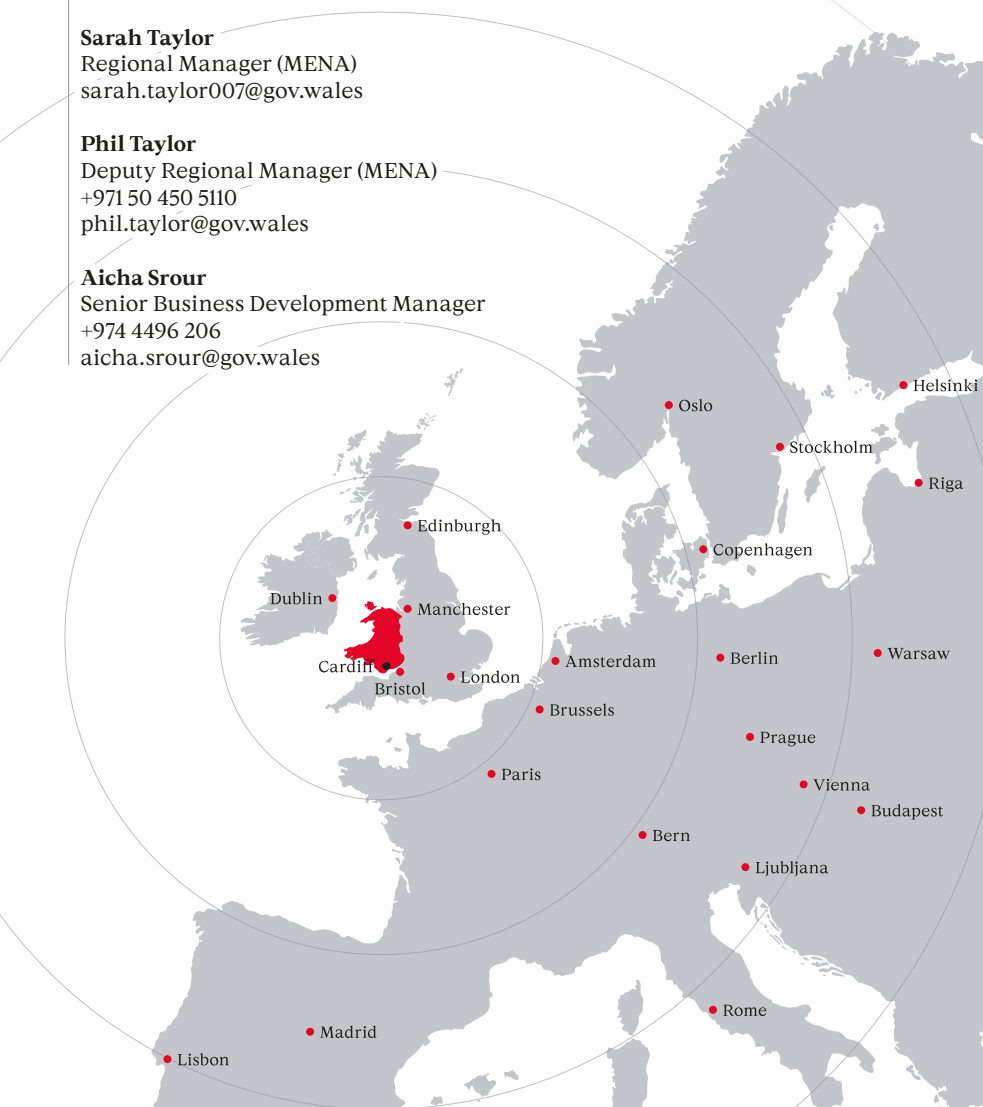 Sarah Taylor
Regional Manager (MENA)
sarah.taylor007@gov.wales
Phil Taylor
Deputy Regional Manager (MENA)
+971 50 450 5110
phil.taylor@gov.wales
Aicha Srour
Senior Business Development Manager
+974 4496 206
aicha.srour@gov.wales
Helsinki
Oslo
Stockholm
Riga
Edinburgh
Copenhagen
Dublin
Manchester
Cardiff
Bristol
London
Amsterdam
Berlin
Warsaw
Brussels
Prague
Paris
Vienna
Budapest
Bern
Ljubljana
Rome
Madrid
Lisbon